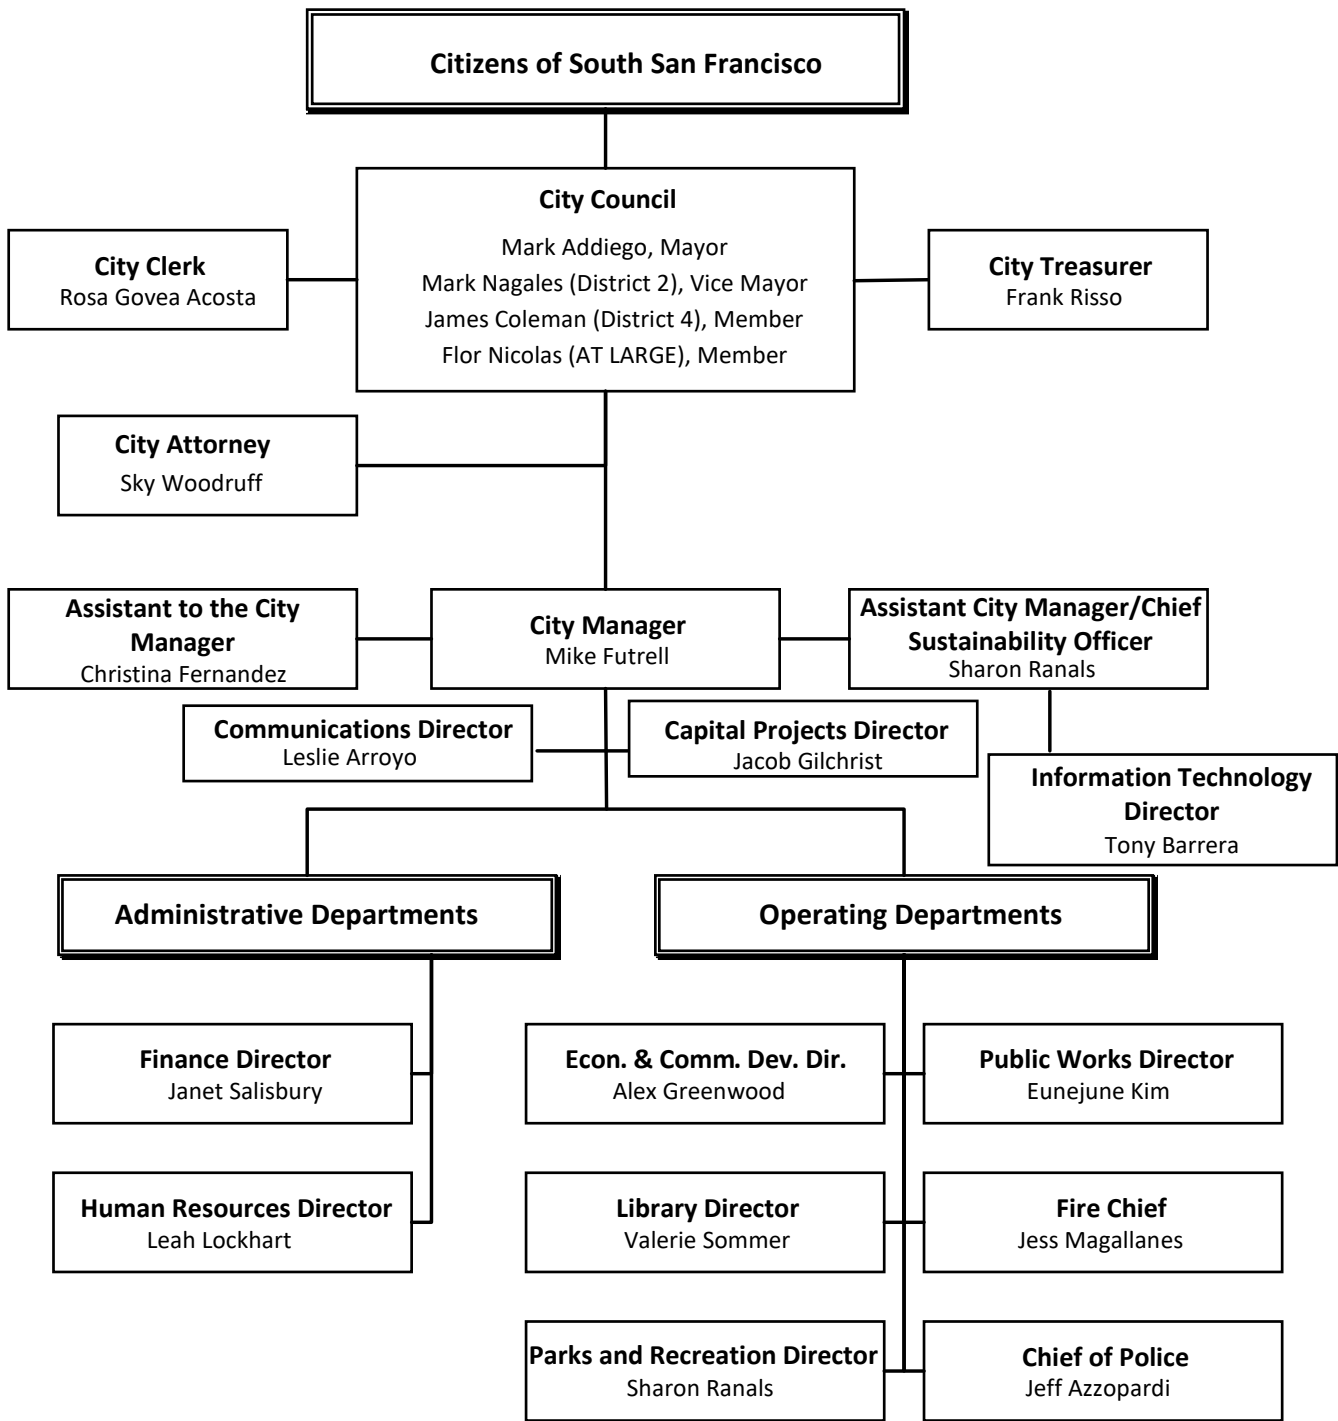 Citizens of South San Francisco
City Council
Mark Addiego, Mayor
Mark Nagales (District 2), Vice Mayor
James Coleman (District 4), Member
Flor Nicolas (AT LARGE), Member
City Clerk
Rosa Govea Acosta
City Treasurer
Frank Risso
City Attorney
Sky Woodruff
Assistant to the City
Manager
Christina Fernandez
City Manager
Mike Futrell
Assistant City Manager/Chief
Sustainability Officer
Sharon Ranals
Communications Director
Leslie Arroyo
Capital Projects Director
Jacob Gilchrist
Information Technology
Director
Tony Barrera
Administrative Departments
Operating Departments
Finance Director
Janet Salisbury
Econ. & Comm. Dev. Dir.
Alex Greenwood
Public Works Director
Eunejune Kim
Human Resources Director
Leah Lockhart
Library Director
Valerie Sommer
Fire Chief
Jess Magallanes
Parks and Recreation Director
Sharon Ranals
Chief of Police
Jeff Azzopardi